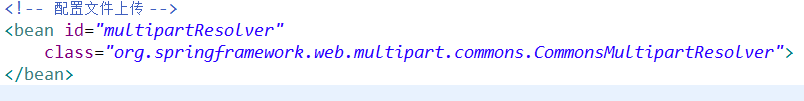 <!-- 配置文件上传 -->
<bean id="multipartResolver"
class="org.springframework.web.multipart.commons.CommonsMultipartResolver">
</bean>